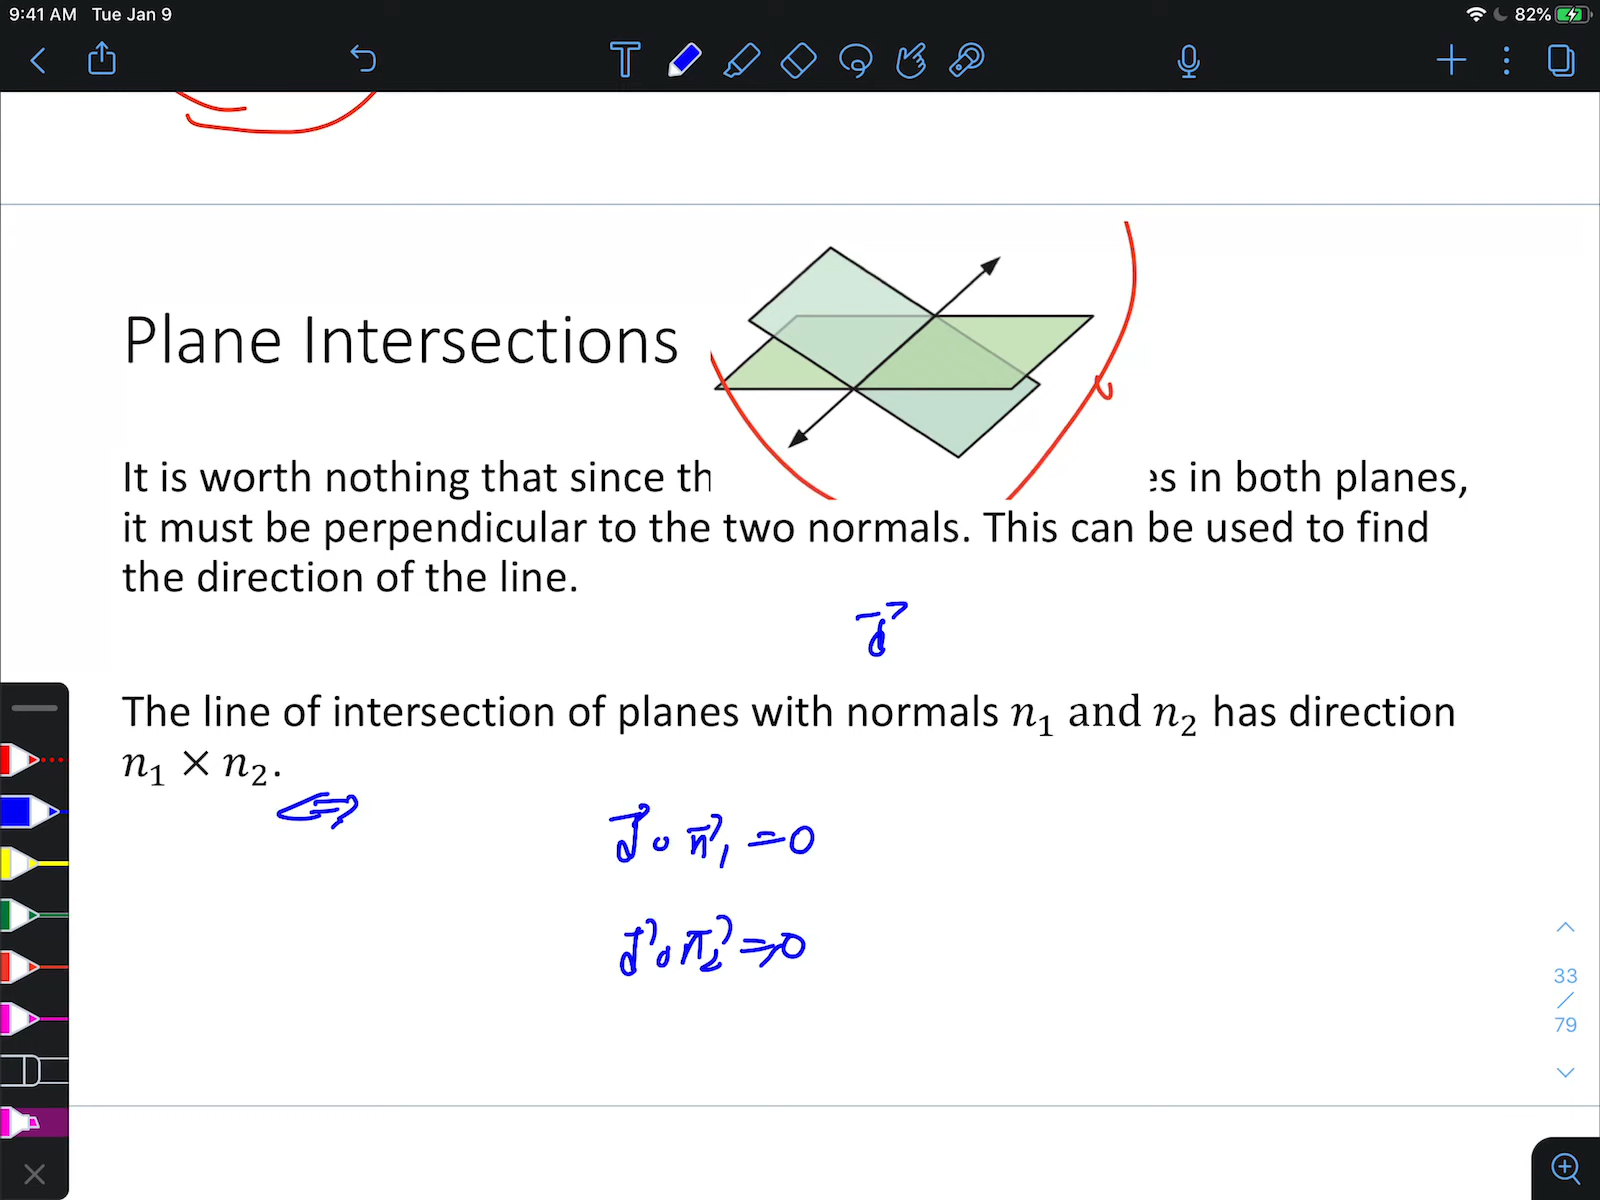 9:41 AM Tue Jan 9
82%
T
Plane Intersections
It is worth nothing that since th es in both planes,
it must be perpendicular to the two normals. This can be used to find
the direction of the line.
d⃗
The line of intersection of planes with normals n₁ and n₂ has direction
n₁ × n₂.
⇔
d⃗ ∘ n⃗₁ = 0
d⃗ ∘ n⃗₂ = 0
33
/
79